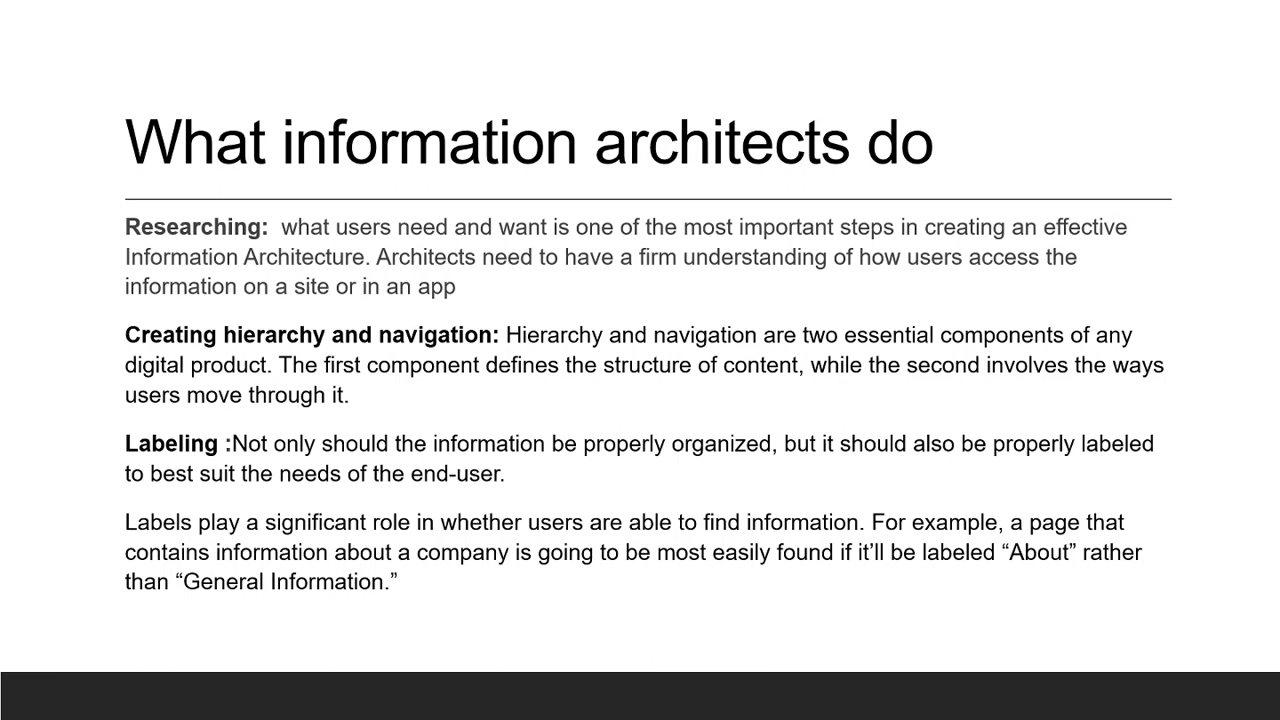 What information architects do
Researching:  what users need and want is one of the most important steps in creating an effective
Information Architecture. Architects need to have a firm understanding of how users access the
information on a site or in an app
Creating hierarchy and navigation: Hierarchy and navigation are two essential components of any
digital product. The first component defines the structure of content, while the second involves the ways
users move through it.
Labeling :Not only should the information be properly organized, but it should also be properly labeled
to best suit the needs of the end-user.
Labels play a significant role in whether users are able to find information. For example, a page that
contains information about a company is going to be most easily found if it’ll be labeled “About” rather
than “General Information.”